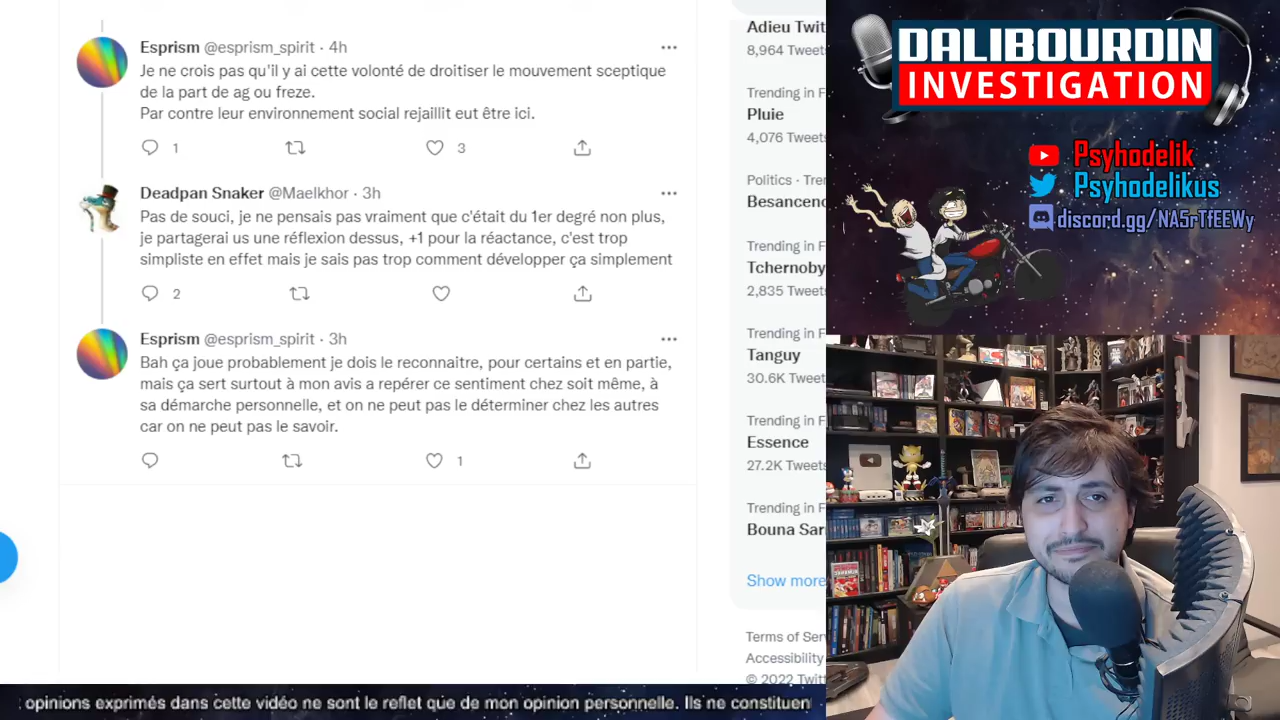 Esprism @esprism_spirit · 4h
Je ne crois pas qu'il y ai cette volonté de droitiser le mouvement sceptique
de la part de ag ou freze.
Par contre leur environnement social rejaillit eut être ici.
1
3
Deadpan Snaker @Maelkhor · 3h
Pas de souci, je ne pensais pas vraiment que c'était du 1er degré non plus,
je partagerai us une réflexion dessus, +1 pour la réactance, c'est trop
simpliste en effet mais je sais pas trop comment développer ça simplement
2
Esprism @esprism_spirit · 3h
Bah ça joue probablement je dois le reconnaitre, pour certains et en partie,
mais ça sert surtout à mon avis a repérer ce sentiment chez soit même, à
sa démarche personnelle, et on ne peut pas le déterminer chez les autres
car on ne peut pas le savoir.
1
Adieu Twit
8,964 Tweets
Trending in F
Pluie
4,076 Tweets
Politics · Tren
Besanceno
Trending in F
Tchernoby
2,835 Tweets
Trending in F
Tanguy
30.6K Tweets
Trending in F
Essence
27.2K Tweets
Trending in F
Bouna Sar
Show more
Terms of Serv
Accessibility
© 2022 Twitt
DALIBOURDIN
INVESTIGATION
Psyhodelik
Psyhodelikus
discord.gg/NA5rTfEEWy
opinions exprimés dans cette vidéo ne sont le reflet que de mon opinion personnelle. Ils ne constituen